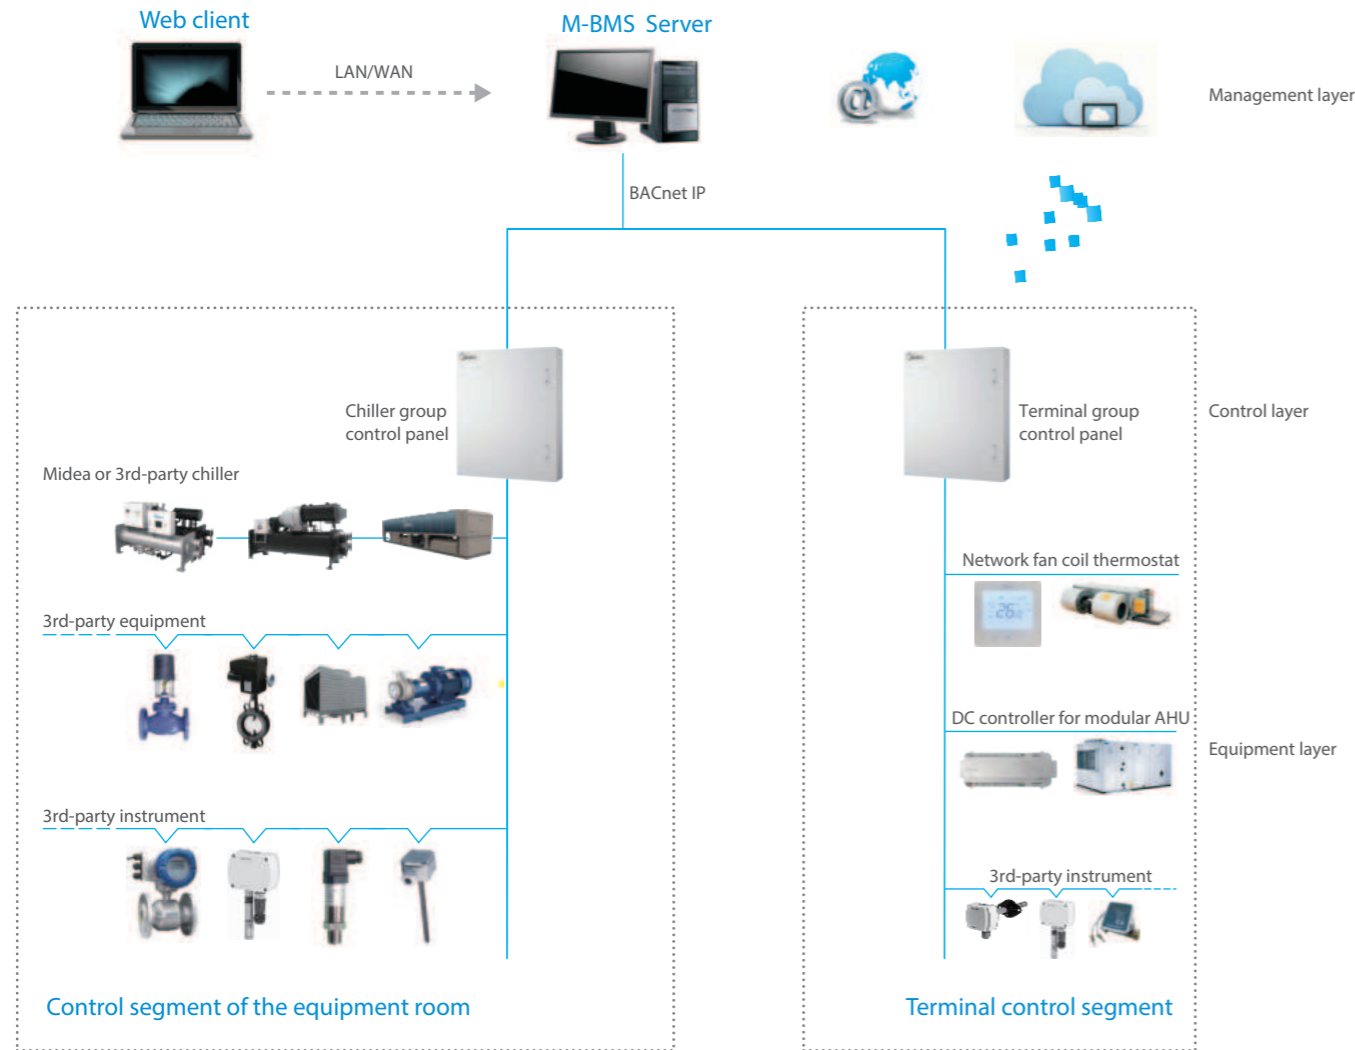 Web client
M-BMS Server
LAN/WAN
Management layer
BACnet IP
Chiller group
control panel
Terminal group
control panel
Control layer
Midea or 3rd-party chiller
Network fan coil thermostat
3rd-party equipment
DC controller for modular AHU
Equipment layer
3rd-party instrument
3rd-party instrument
Control segment of the equipment room
Terminal control segment